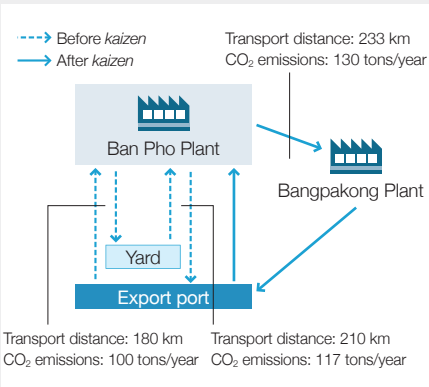 Before kaizen
After kaizen
Transport distance: 233 km
CO₂ emissions: 130 tons/year
Ban Pho Plant
Bangpakong Plant
Yard
Export port
Transport distance: 180 km
CO₂ emissions: 100 tons/year
Transport distance: 210 km
CO₂ emissions: 117 tons/year